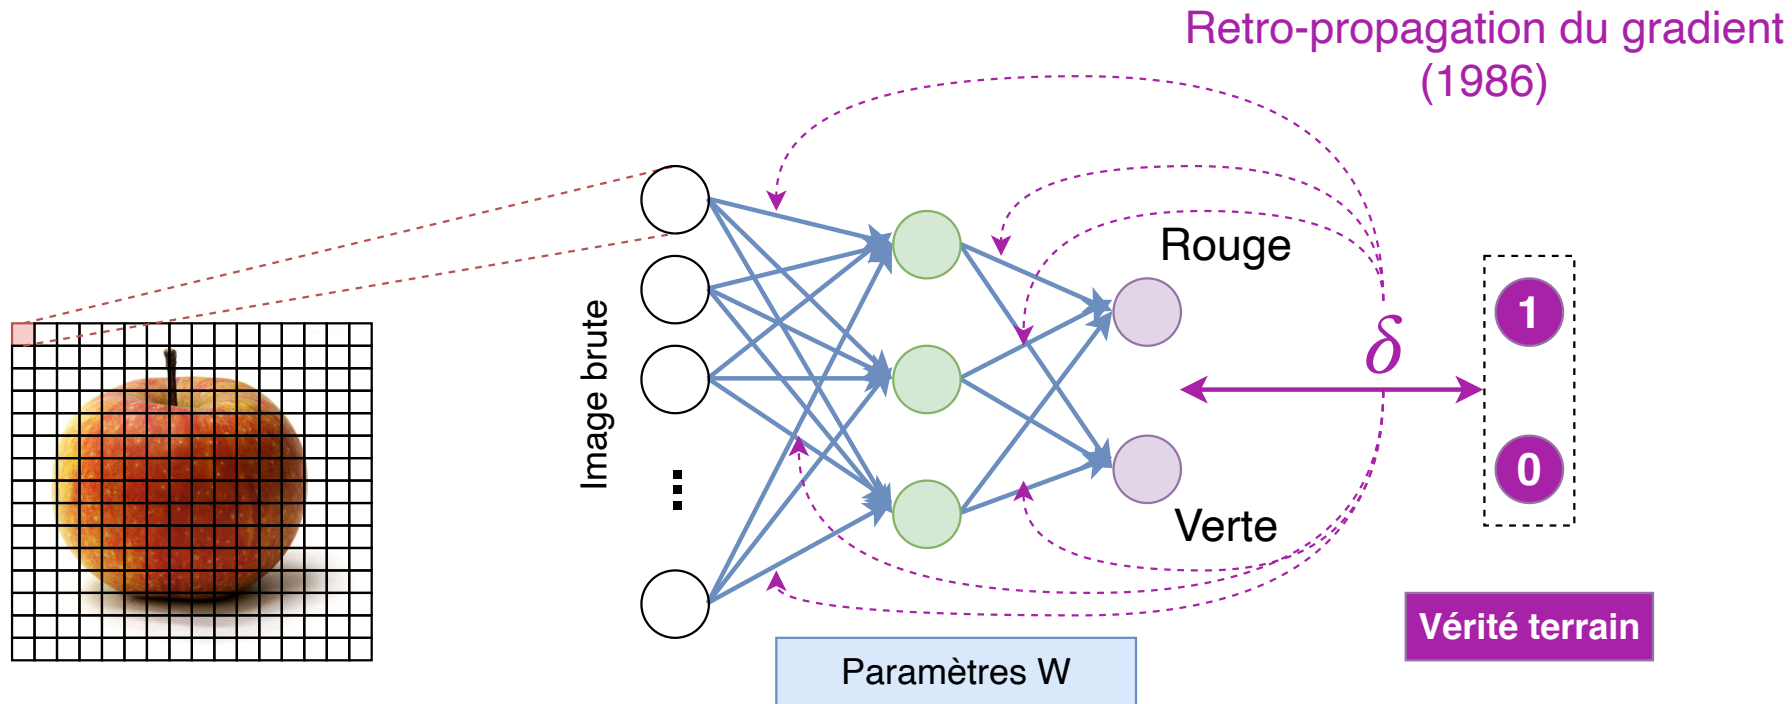 Retro-propagation du gradient
(1986)
Rouge
Image brute
δ
1
0
...
Verte
Vérité terrain
Paramètres W